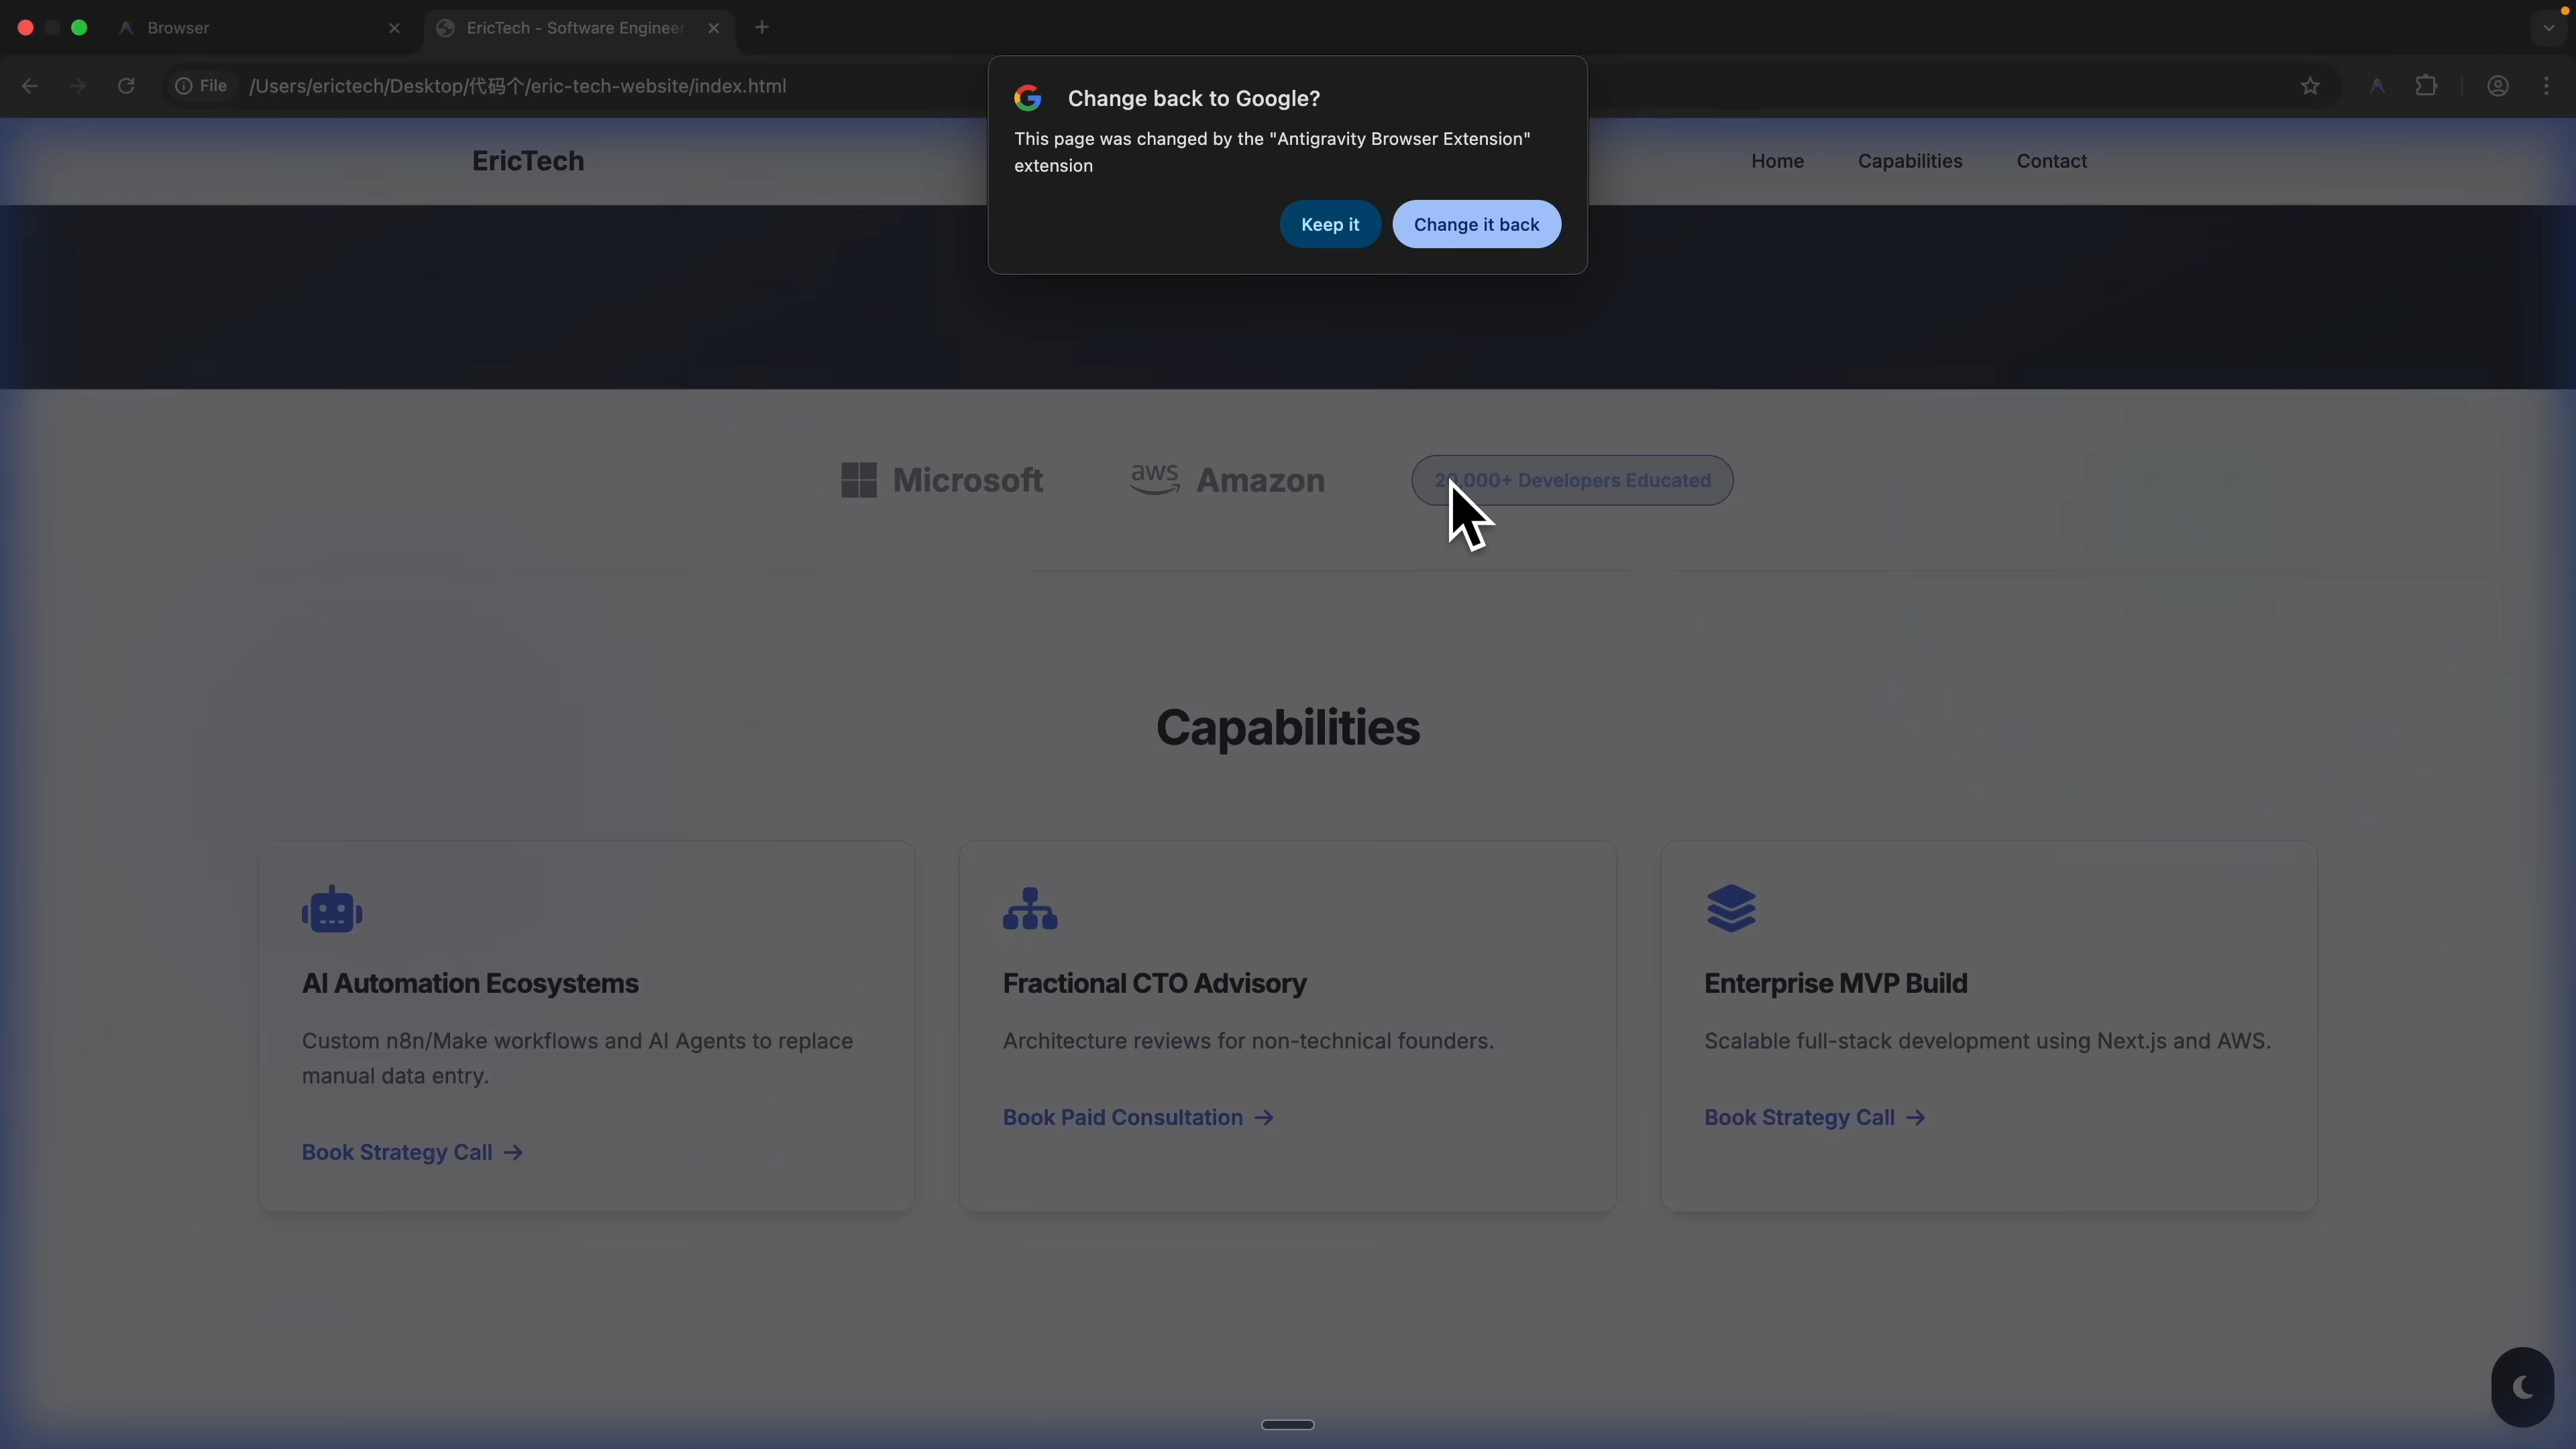 Browser
EricTech - Software Engineer
File
/Users/erictech/Desktop/代码个/eric-tech-website/index.html
Change back to Google?
This page was changed by the "Antigravity Browser Extension"
extension
Keep it
Change it back
EricTech
Home
Capabilities
Contact
Microsoft
aws
Amazon
20,000+ Developers Educated
Capabilities
AI Automation Ecosystems
Custom n8n/Make workflows and AI Agents to replace
manual data entry.
Book Strategy Call →
Fractional CTO Advisory
Architecture reviews for non-technical founders.
Book Paid Consultation →
Enterprise MVP Build
Scalable full-stack development using Next.js and AWS.
Book Strategy Call →